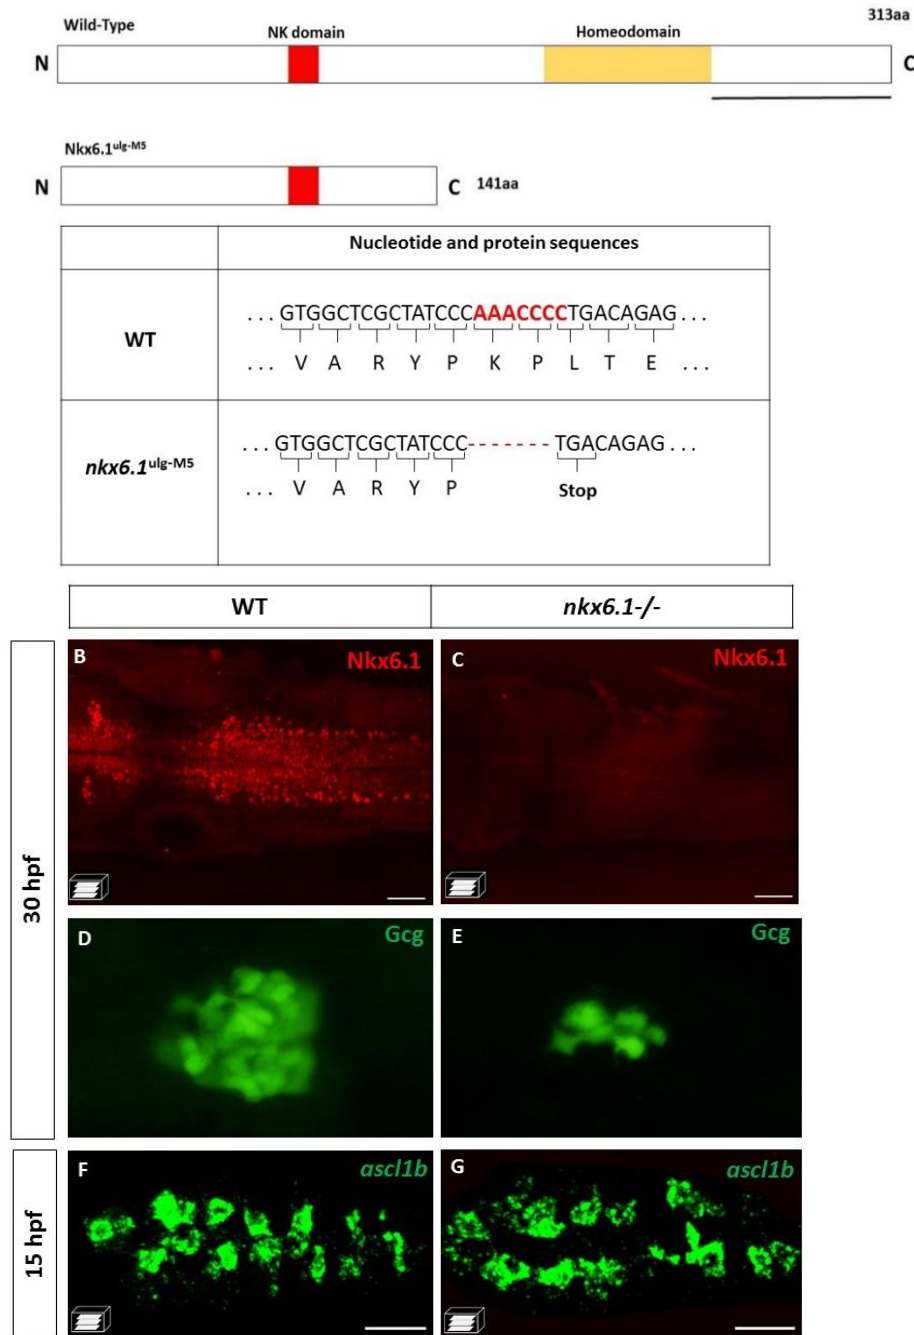 Wild-Type
313aa
NK domain
Homeodomain
N
C
Nkx6.1ulg-M5
N
C
141aa
Nucleotide and protein sequences
WT
. . . GTGGCTCGCTATCCCAAACCCCTGACAGAG . . .
. . . V A R Y P K P L T E . . .
nkx6.1ulg-M5
. . . GTGGCTCGCTATCCC-------TGACAGAG . . .
. . . V A R Y P Stop
WT
nkx6.1-/-
30 hpf
B
Nkx6.1
C
Nkx6.1
D
Gcg
E
Gcg
15 hpf
F
ascl1b
G
ascl1b